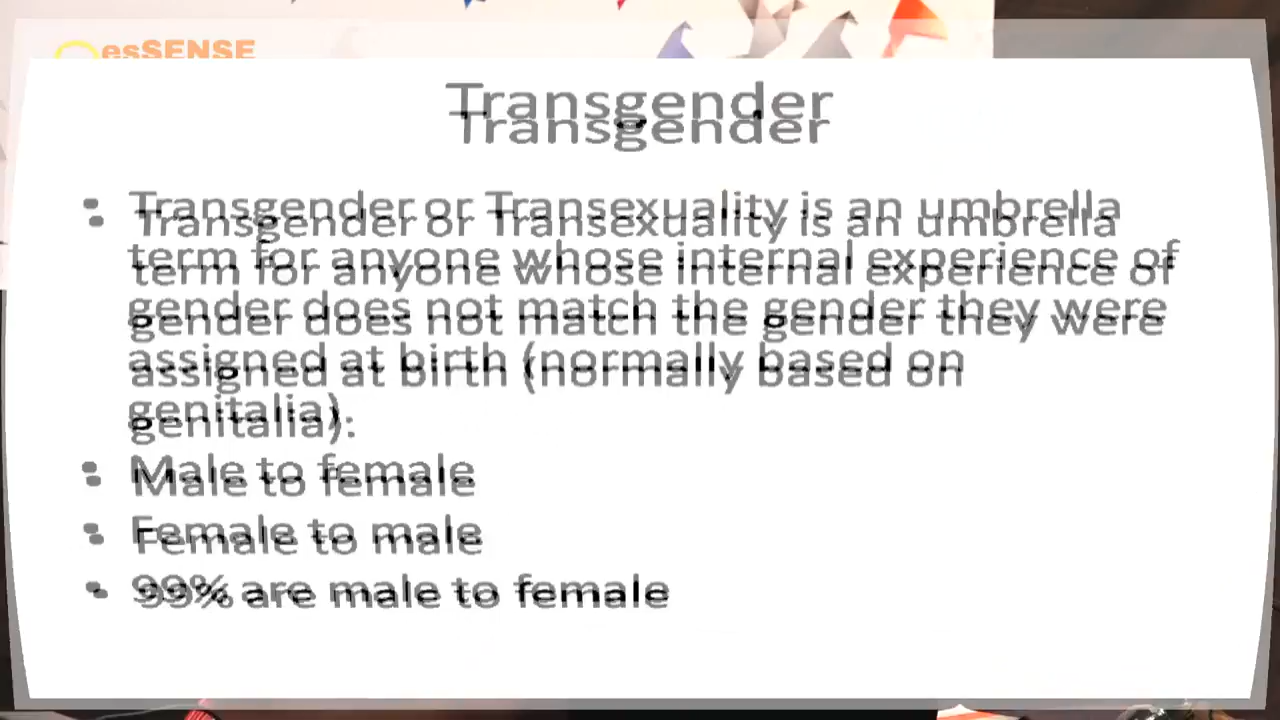 esSENSE
Transgender
• Transgender or Transexuality is an umbrella
term for anyone whose internal experience of
gender does not match the gender they were
assigned at birth (normally based on
genitalia).
• Male to female
• Female to male
• 99% are male to female